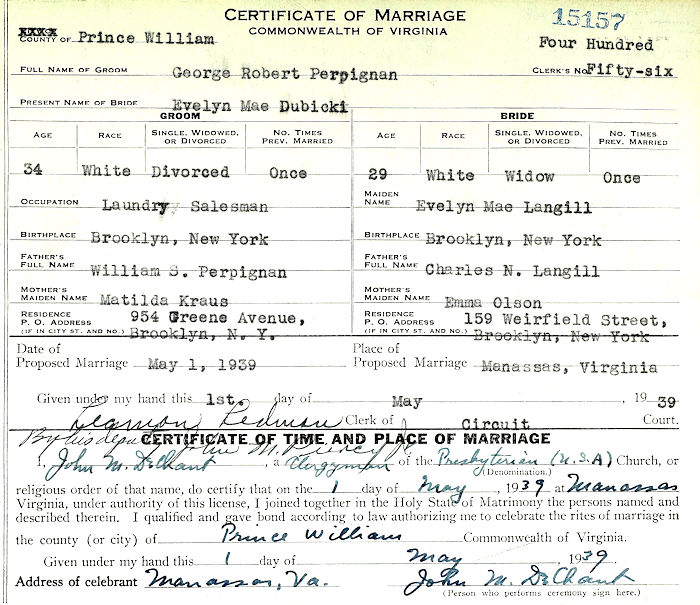 CERTIFICATE OF MARRIAGE
15157
COMMONWEALTH OF VIRGINIA
COUNTY OF Prince William
Four Hundred
FULL NAME OF GROOM George Robert Perpignan
CLERK'S NO. Fifty-six
PRESENT NAME OF BRIDE Evelyn Mae Dubicki
GROOM BRIDE
AGE RACE SINGLE, WIDOWED, OR DIVORCED NO. TIMES PREV. MARRIED AGE RACE SINGLE, WIDOWED, OR DIVORCED NO. TIMES PREV. MARRIED
34 White Divorced Once 29 White Widow Once
OCCUPATION Laundry Salesman MAIDEN NAME Evelyn Mae Langill
BIRTHPLACE Brooklyn, New York BIRTHPLACE Brooklyn, New York
FATHER'S FULL NAME William S. Perpignan FATHER'S FULL NAME Charles N. Langill
MOTHER'S MAIDEN NAME Matilda Kraus MOTHER'S MAIDEN NAME Emma Olson
RESIDENCE P. O. ADDRESS (IF IN CITY ST. AND NO.) 954 Greene Avenue, Brooklyn, N. Y. RESIDENCE P. O. ADDRESS (IF IN CITY ST. AND NO.) 159 Weirfield Street, Brooklyn, New York
Date of Proposed Marriage May 1, 1939 Place of Proposed Marriage Manassas, Virginia
Given under my hand this 1st. day of May 1939
Leamon Ledman Clerk of Circuit Court.
By his deputy John M. Piercy Jr
CERTIFICATE OF TIME AND PLACE OF MARRIAGE
I, John M. DeChant, a Clergyman of the Presbyterian (U.S.A) Church, or
(Denomination.)
religious order of that name, do certify that on the 1 day of May, 1939 at Manassas
Virginia, under authority of this license, I joined together in the Holy State of Matrimony the persons named and
described therein. I qualified and gave bond according to law authorizing me to celebrate the rites of marriage in
the county (or city) of Prince William Commonwealth of Virginia.
Given under my hand this 1 day of May, 1939.
Address of celebrant Manassas, Va. John M. DeChant
(Person who performs ceremony sign here.)